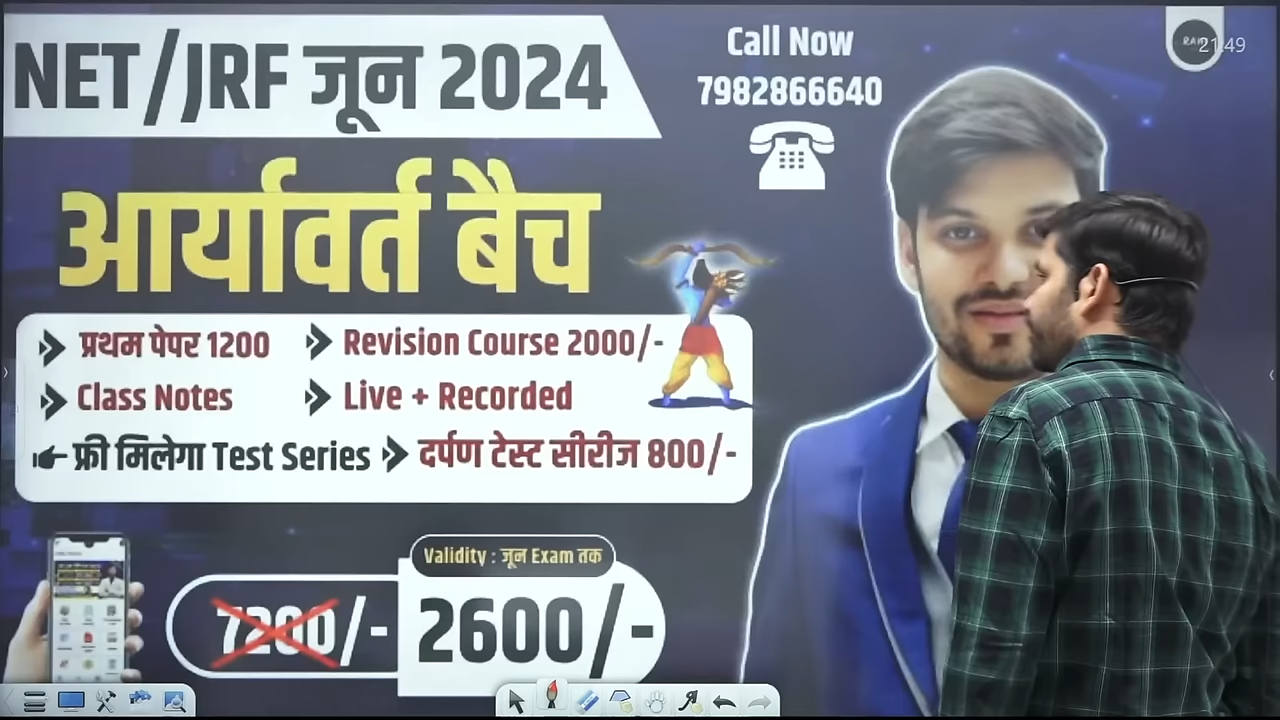 NET/JRF जून 2024
Call Now
7982866640
21:49
आर्यावर्त बैच
प्रथम पेपर 1200
Revision Course 2000/-
Class Notes
Live + Recorded
फ्री मिलेगा Test Series
दर्पण टेस्ट सीरीज 800/-
Validity : जून Exam तक
7200/-
2600/-